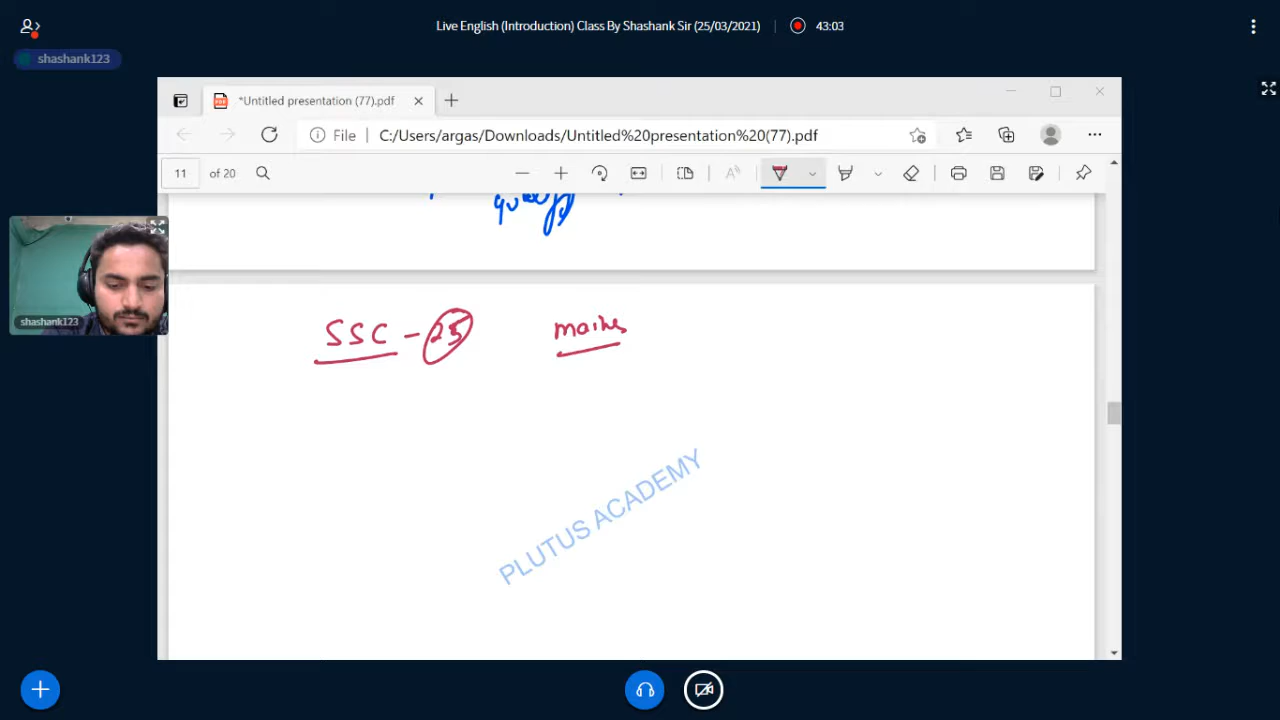 Live English (Introduction) Class By Shashank Sir (25/03/2021)
43:03
shashank123
*Untitled presentation (77).pdf
File
C:/Users/argas/Downloads/Untitled%20presentation%20(77).pdf
11
of 20
shashank123
SSC - 25
mains
PLUTUS ACADEMY